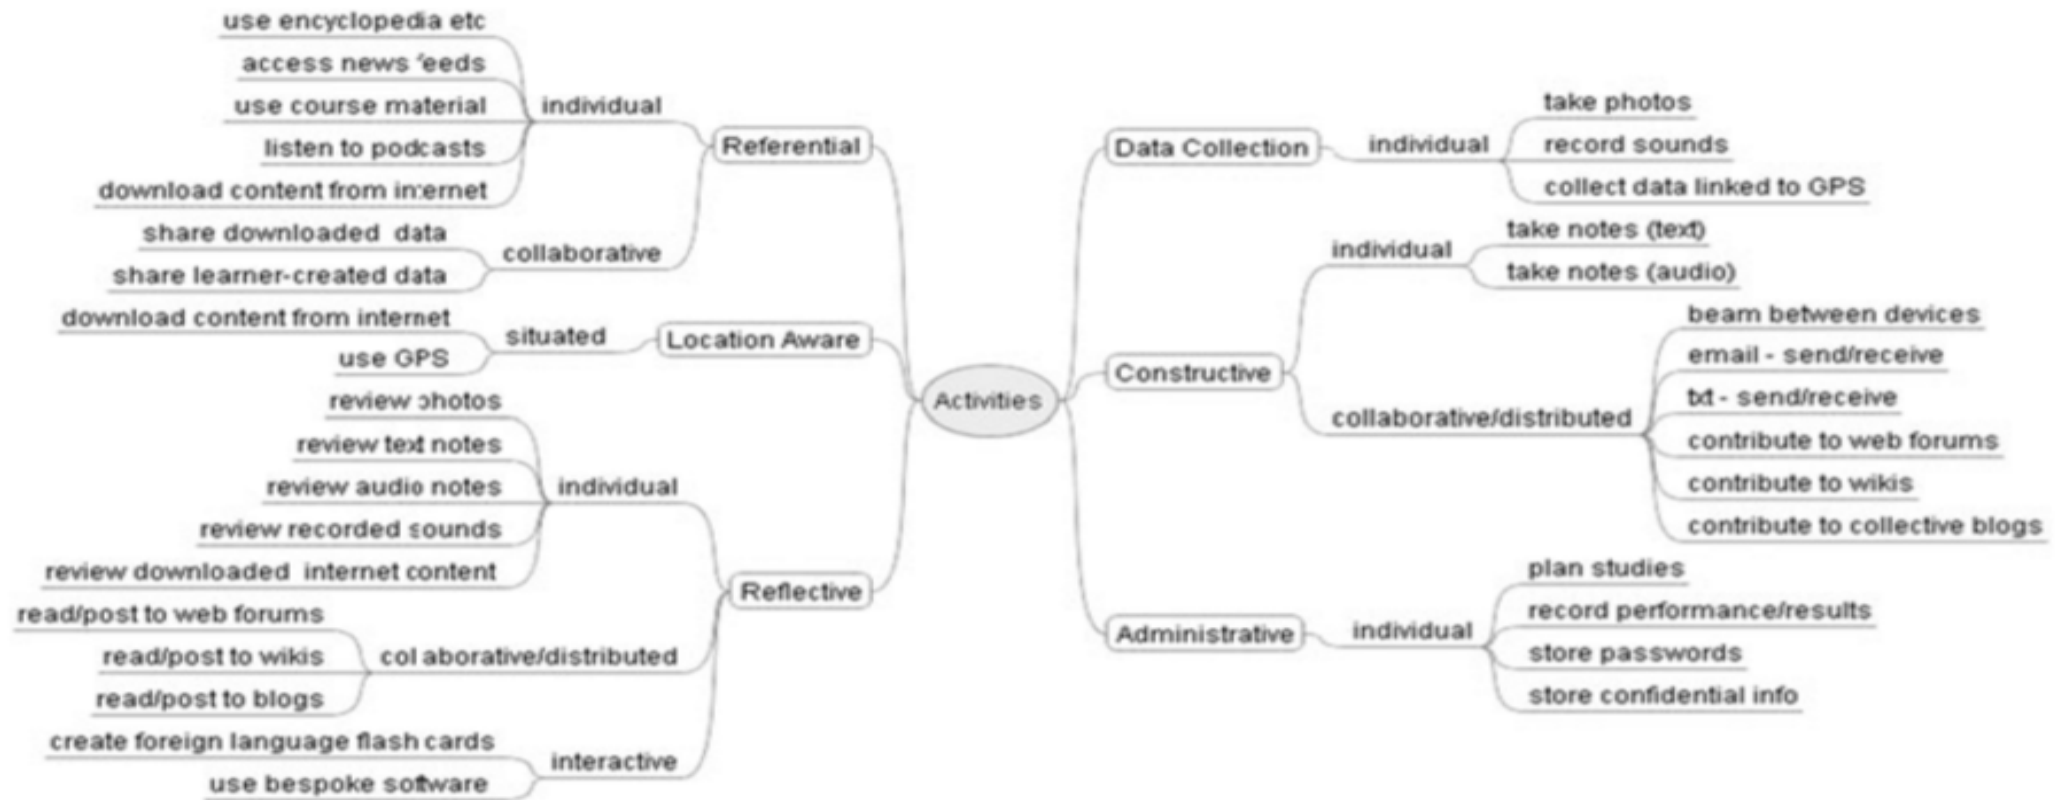 use encyclopedia etc
access news feeds
use course material
listen to podcasts
download content from internet
individual
share downloaded data
share learner-created data
collaborative
Referential
download content from internet
use GPS
situated
Location Aware
review photos
review text notes
review audio notes
review recorded sounds
review downloaded internet content
individual
read/post to web forums
read/post to wikis
read/post to blogs
collaborative/distributed
create foreign language flash cards
use bespoke software
interactive
Reflective
Activities
Data Collection
individual
take photos
record sounds
collect data linked to GPS
Constructive
individual
take notes (text)
take notes (audio)
collaborative/distributed
beam between devices
email - send/receive
txt - send/receive
contribute to web forums
contribute to wikis
contribute to collective blogs
Administrative
individual
plan studies
record performance/results
store passwords
store confidential info